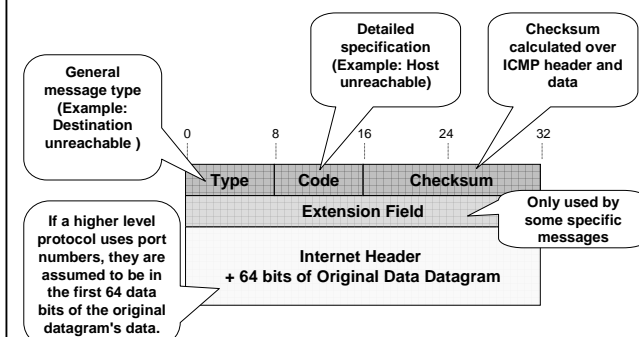 Detailed
specification
(Example: Host
unreachable)
Checksum
calculated over
ICMP header and
data
General
message type
(Example:
Destination
unreachable )
0 8 16 24 32
Type Code Checksum
Extension Field
Only used by
some specific
messages
If a higher level
protocol uses port
numbers, they are
assumed to be in
the first 64 data
bits of the original
datagram's data.
Internet Header
+ 64 bits of Original Data Datagram